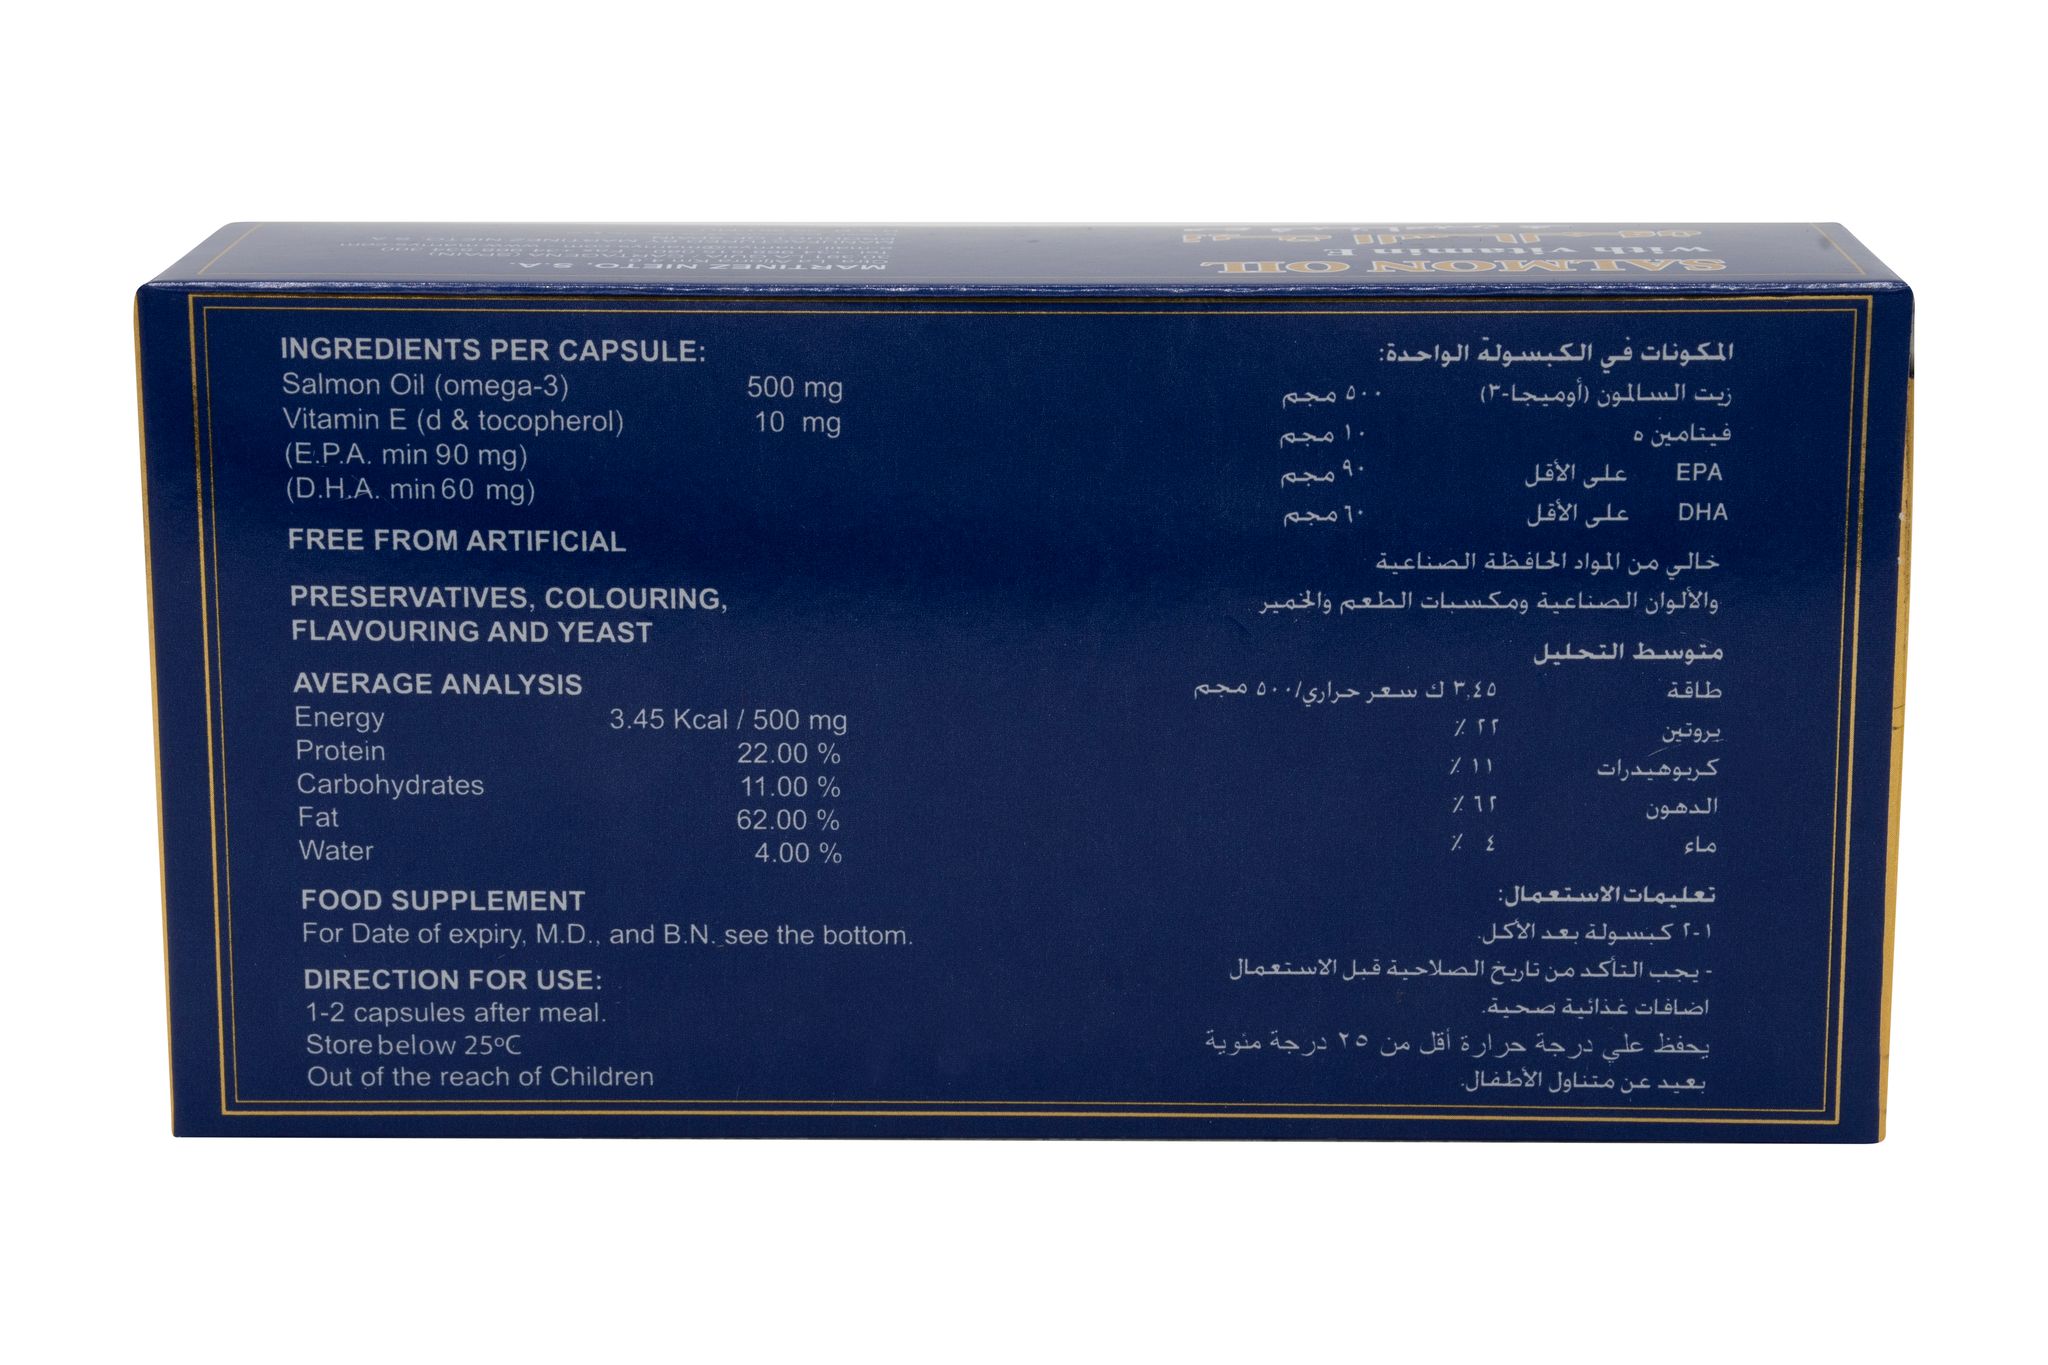 SALMON OIL
with vitamin E
MARTINEZ NIETO, S.A.
INGREDIENTS PER CAPSULE:
Salmon Oil (omega-3) 500 mg
Vitamin E (d & tocopherol) 10 mg
(E.P.A. min 90 mg)
(D.H.A. min 60 mg)
FREE FROM ARTIFICIAL
PRESERVATIVES, COLOURING,
FLAVOURING AND YEAST
AVERAGE ANALYSIS
Energy 3.45 Kcal / 500 mg
Protein 22.00 %
Carbohydrates 11.00 %
Fat 62.00 %
Water 4.00 %
FOOD SUPPLEMENT
For Date of expiry, M.D., and B.N. see the bottom.
DIRECTION FOR USE:
1-2 capsules after meal.
Store below 25ºC
Out of the reach of Children
المكونات في الكبسولة الواحدة:
زيت السالمون (أوميجا-٣) ٥٠٠ مجم
فيتامين ه ١٠ مجم
EPA على الأقل ٩٠ مجم
DHA على الأقل ٦٠ مجم
خالي من المواد الحافظة الصناعية
والألوان الصناعية ومكسبات الطعم والخمير
متوسط التحليل
طاقة ٣,٤٥ ك سعر حراري/٥٠٠ مجم
بروتين ٢٢ ٪
كربوهيدرات ١١ ٪
الدهون ٦٢ ٪
ماء ٤ ٪
تعليمات الاستعمال:
١-٢ كبسولة بعد الأكل.
- يجب التأكد من تاريخ الصلاحية قبل الاستعمال
اضافات غذائية صحية.
يحفظ علي درجة حرارة أقل من ٢٥ درجة مئوية
بعيد عن متناول الأطفال.